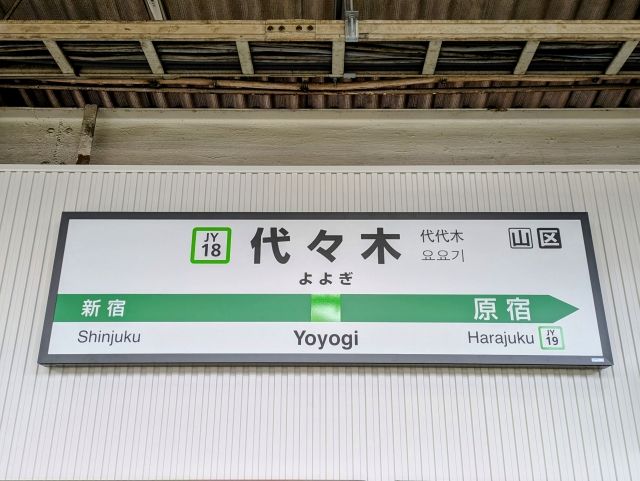 JY
18
代々木
代代木
요요기
山 区
よよぎ
新宿
原宿
Shinjuku
Yoyogi
Harajuku
JY
19